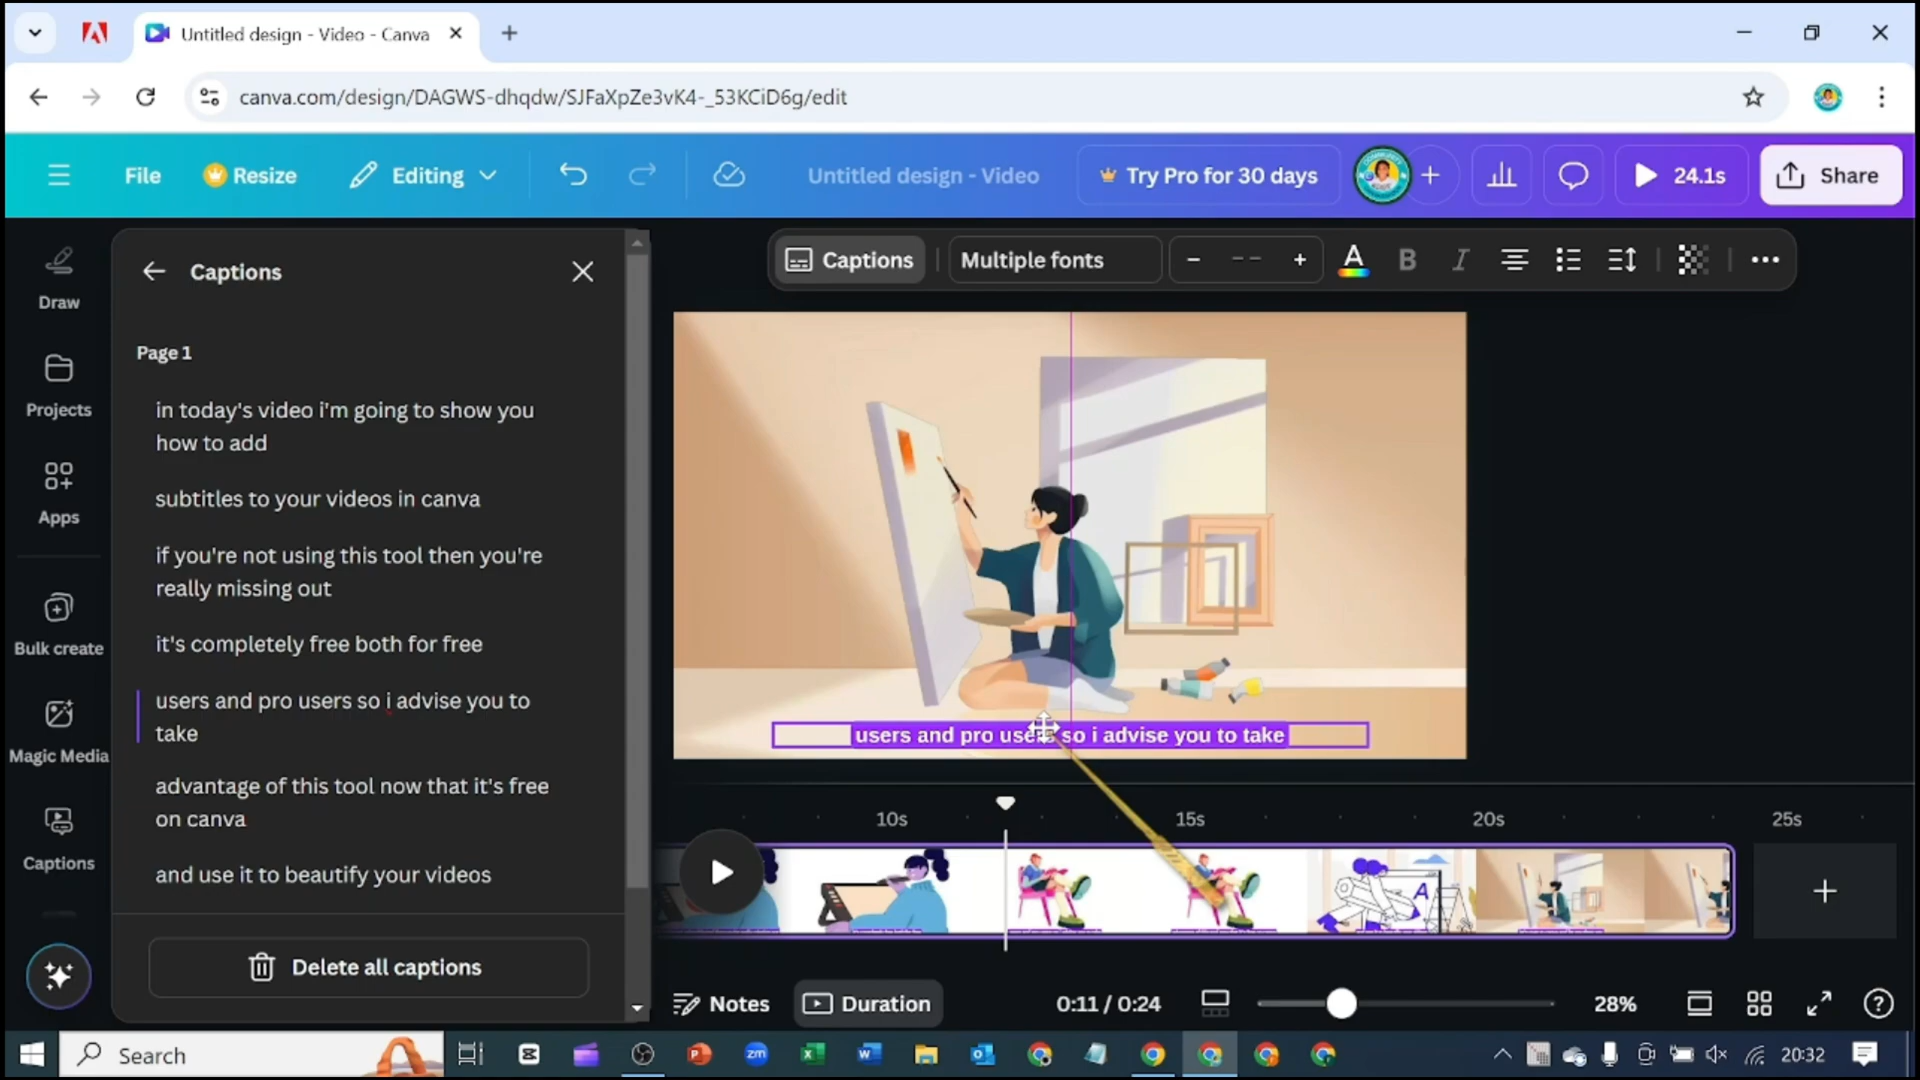 Untitled design - Video - Canva
canva.com/design/DAGWS-dhqdw/SJFaXpZe3vK4-_53KCiD6g/edit
File
Resize
Editing
Untitled design - Video
Try Pro for 30 days
24.1s
Share
Draw
Projects
Apps
Bulk create
Magic Media
Captions
Captions
Page 1
in today's video i'm going to show you
how to add
subtitles to your videos in canva
if you're not using this tool then you're
really missing out
it's completely free both for free
users and pro users so i advise you to
take
advantage of this tool now that it's free
on canva
and use it to beautify your videos
Delete all captions
Captions
Multiple fonts
− -- +
A
B
I
users and pro users so i advise you to take
10s
15s
20s
25s
A
Notes
Duration
0:11 / 0:24
28%
Search
zm
20:32